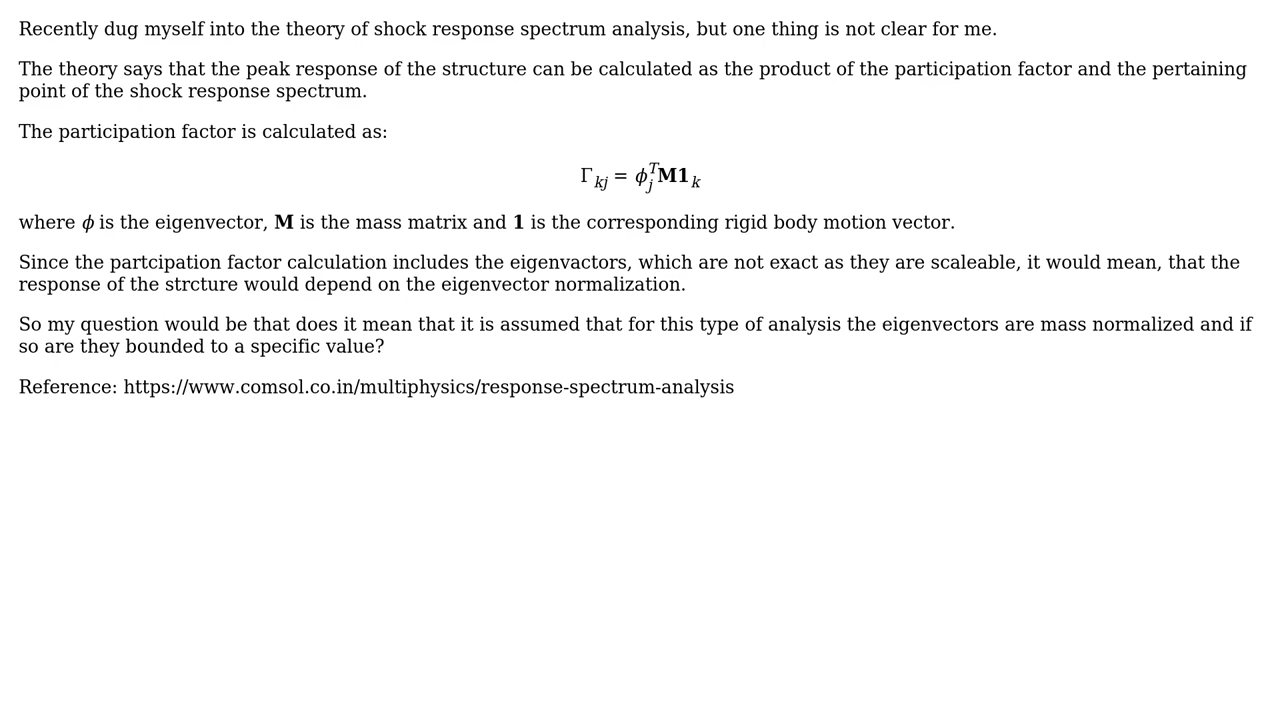 Recently dug myself into the theory of shock response spectrum analysis, but one thing is not clear for me.
The theory says that the peak response of the structure can be calculated as the product of the participation factor and the pertaining
point of the shock response spectrum.
The participation factor is calculated as:
Γ_{kj} = ϕ_j^T **M1**_k
where ϕ is the eigenvector, M is the mass matrix and 1 is the corresponding rigid body motion vector.
Since the partcipation factor calculation includes the eigenvactors, which are not exact as they are scaleable, it would mean, that the
response of the strcture would depend on the eigenvector normalization.
So my question would be that does it mean that it is assumed that for this type of analysis the eigenvectors are mass normalized and if
so are they bounded to a specific value?
Reference: https://www.comsol.co.in/multiphysics/response-spectrum-analysis